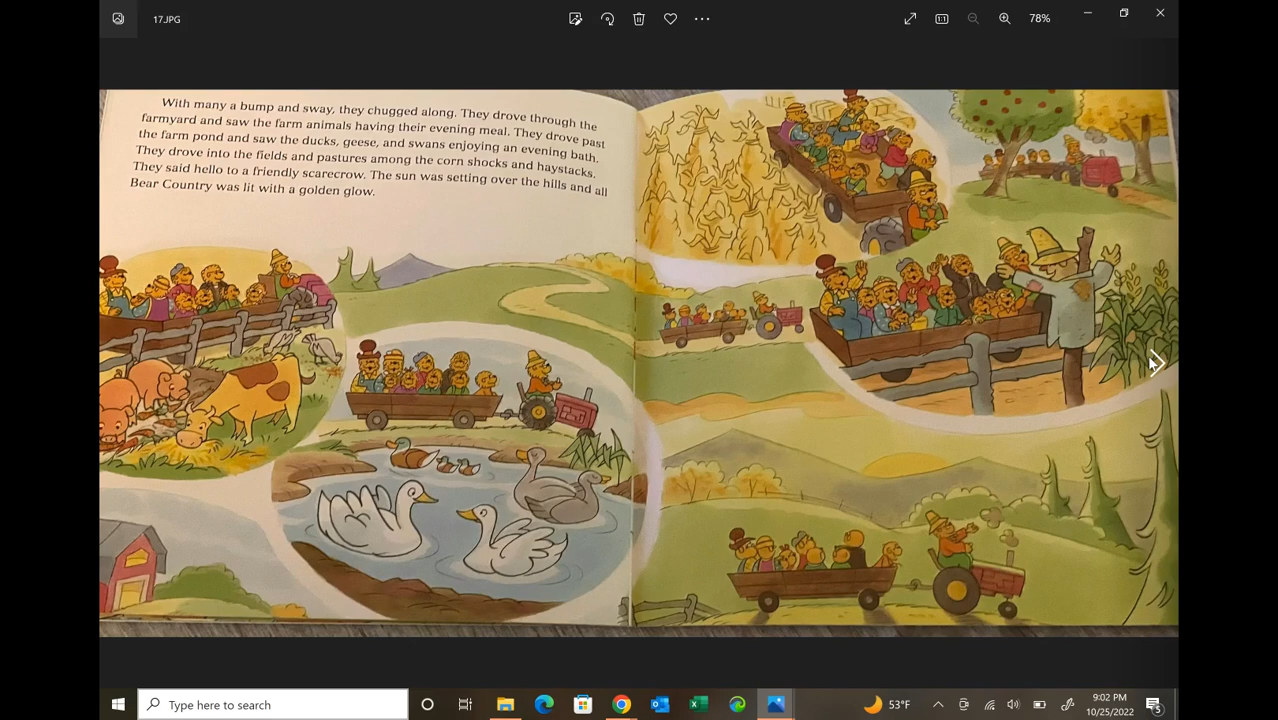 17.JPG
78%
With many a bump and sway, they chugged along. They drove through the
farmyard and saw the farm animals having their evening meal. They drove past
the farm pond and saw the ducks, geese, and swans enjoying an evening bath.
They drove into the fields and pastures among the corn shocks and haystacks.
They said hello to a friendly scarecrow. The sun was setting over the hills and all
Bear Country was lit with a golden glow.
Type here to search
53°F
9:02 PM
10/25/2022
5